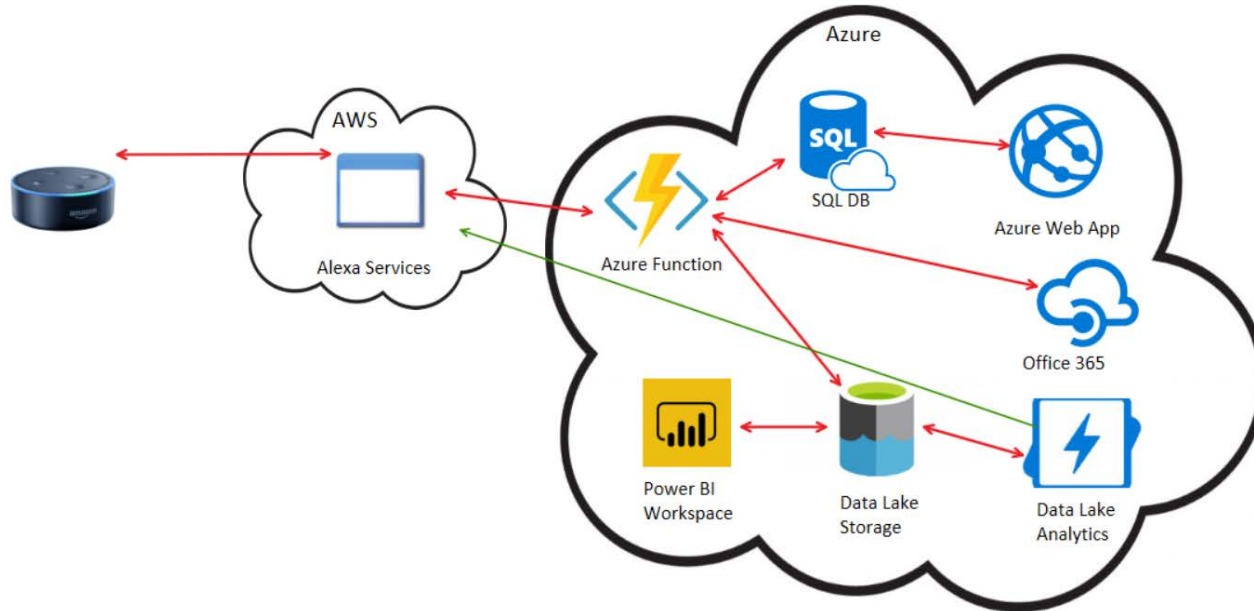 Azure
AWS
SQL
SQL DB
Azure Web App
amazon
Alexa Services
Azure Function
Office 365
Power BI
Workspace
Data Lake
Storage
Data Lake
Analytics